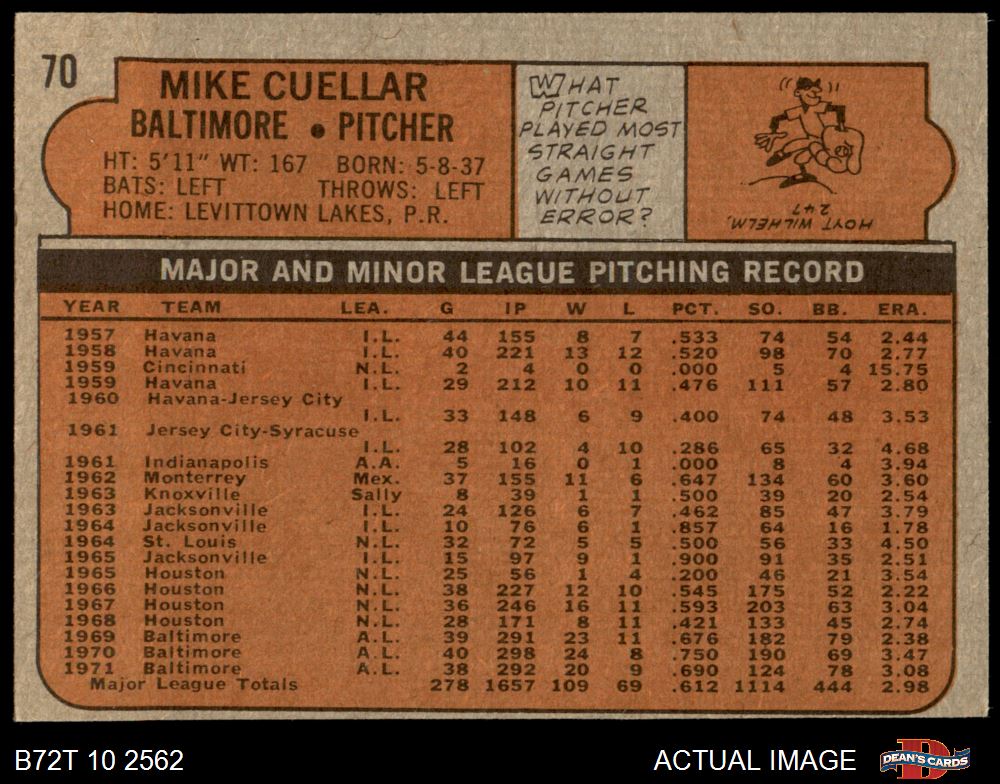 70
MIKE CUELLAR
BALTIMORE • PITCHER
HT: 5'11" WT: 167 BORN: 5-8-37
BATS: LEFT THROWS: LEFT
HOME: LEVITTOWN LAKES, P.R.
WHAT
PITCHER
PLAYED MOST
STRAIGHT
GAMES
WITHOUT
ERROR?
HOYT WILHELM,
247
MAJOR AND MINOR LEAGUE PITCHING RECORD
YEAR TEAM LEA. G IP W L PCT. SO. BB. ERA.
1957 Havana I.L. 44 155 8 7 .533 74 54 2.44
1958 Havana I.L. 40 221 13 12 .520 98 70 2.77
1959 Cincinnati N.L. 2 4 0 0 .000 5 4 15.75
1959 Havana I.L. 29 212 10 11 .476 111 57 2.80
1960 Havana-Jersey City
I.L. 33 148 6 9 .400 74 48 3.53
1961 Jersey City-Syracuse
I.L. 28 102 4 10 .286 65 32 4.68
1961 Indianapolis A.A. 5 16 0 1 .000 8 4 3.94
1962 Monterrey Mex. 37 155 11 6 .647 134 60 3.60
1963 Knoxville Sally 8 39 1 1 .500 39 20 2.54
1963 Jacksonville I.L. 24 126 6 7 .462 85 47 3.79
1964 Jacksonville I.L. 10 76 6 1 .857 64 16 1.78
1964 St. Louis N.L. 32 72 5 5 .500 56 33 4.50
1965 Jacksonville I.L. 15 97 9 1 .900 91 35 2.51
1965 Houston N.L. 25 56 1 4 .200 46 21 3.54
1966 Houston N.L. 38 227 12 10 .545 175 52 2.22
1967 Houston N.L. 36 246 16 11 .593 203 63 3.04
1968 Houston N.L. 28 171 8 11 .421 133 45 2.74
1969 Baltimore A.L. 39 291 23 11 .676 182 79 2.38
1970 Baltimore A.L. 40 298 24 8 .750 190 69 3.47
1971 Baltimore A.L. 38 292 20 9 .690 124 78 3.08
Major League Totals 278 1657 109 69 .612 1114 444 2.98
B72T 10 2562 ACTUAL IMAGE DEAN'S CARDS